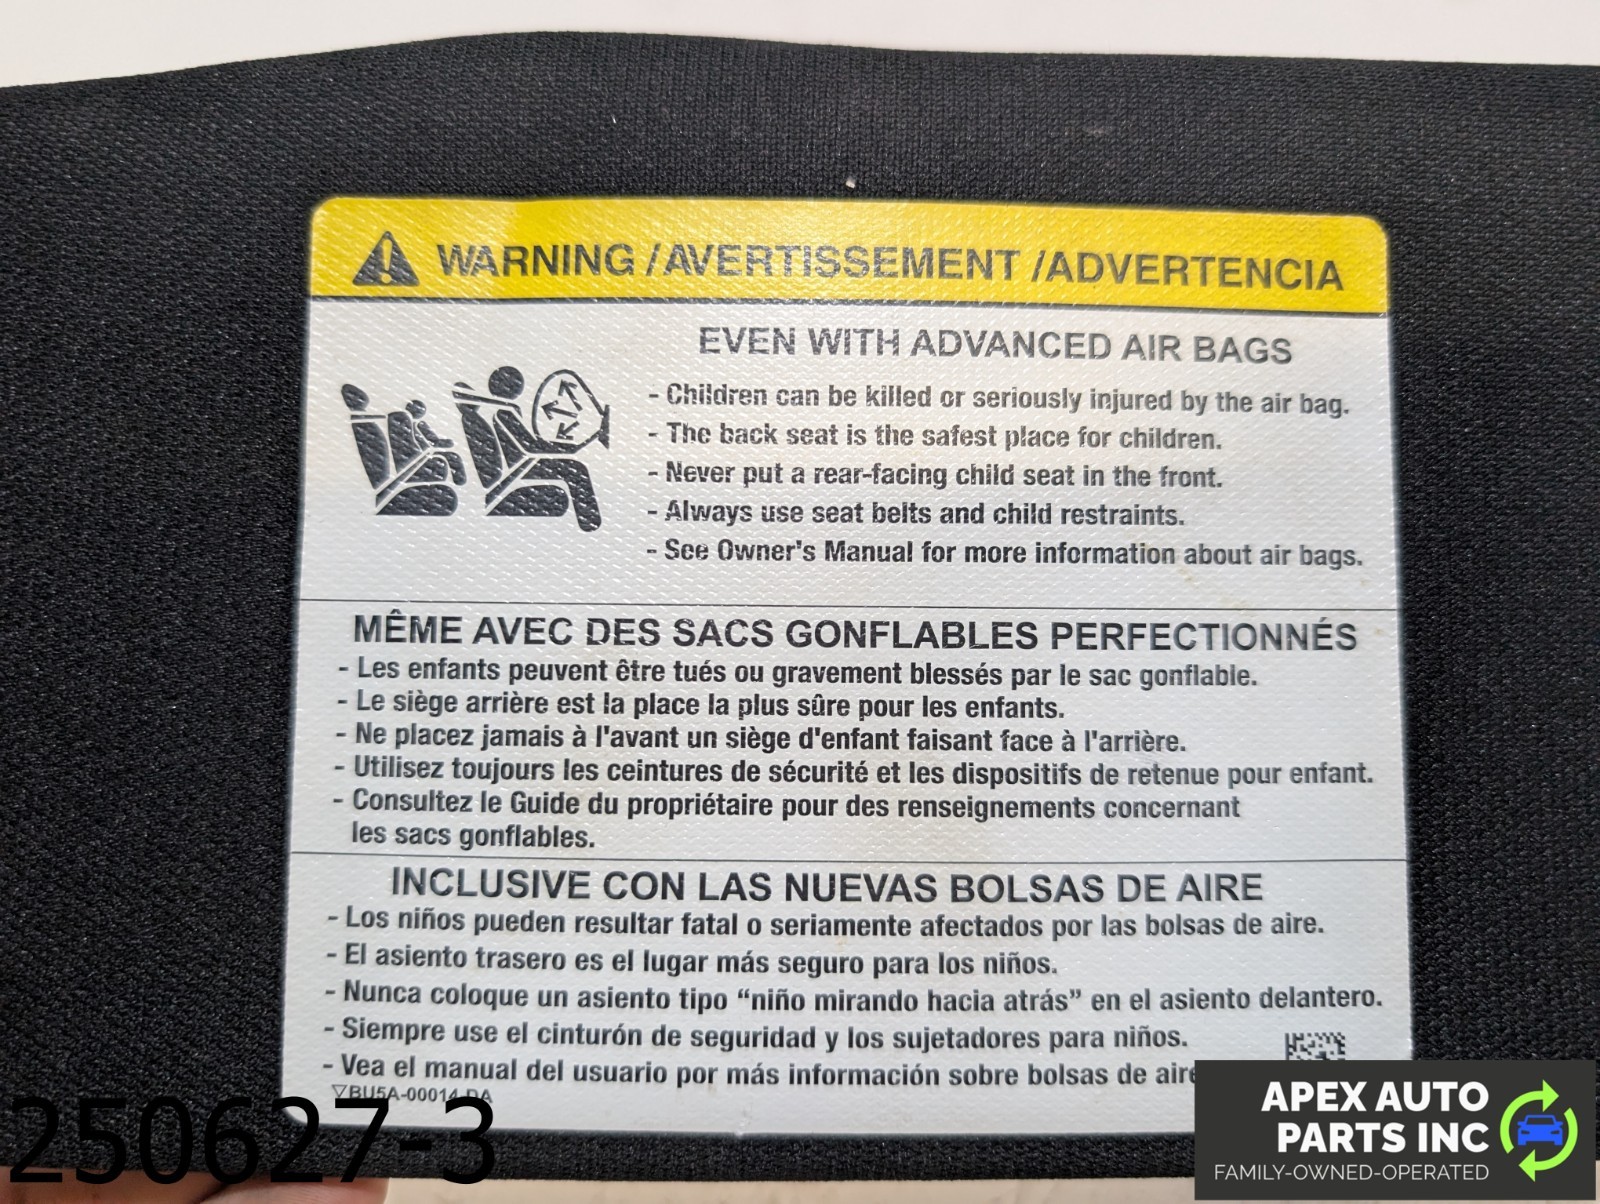 WARNING /AVERTISSEMENT /ADVERTENCIA
EVEN WITH ADVANCED AIR BAGS
- Children can be killed or seriously injured by the air bag.
- The back seat is the safest place for children.
- Never put a rear-facing child seat in the front.
- Always use seat belts and child restraints.
- See Owner's Manual for more information about air bags.
MÊME AVEC DES SACS GONFLABLES PERFECTIONNÉS
- Les enfants peuvent être tués ou gravement blessés par le sac gonflable.
- Le siège arrière est la place la plus sûre pour les enfants.
- Ne placez jamais à l'avant un siège d'enfant faisant face à l'arrière.
- Utilisez toujours les ceintures de sécurité et les dispositifs de retenue pour enfant.
- Consultez le Guide du propriétaire pour des renseignements concernant
les sacs gonflables.
INCLUSIVE CON LAS NUEVAS BOLSAS DE AIRE
- Los niños pueden resultar fatal o seriamente afectados por las bolsas de aire.
- El asiento trasero es el lugar más seguro para los niños.
- Nunca coloque un asiento tipo “niño mirando hacia atrás” en el asiento delantero.
- Siempre use el cinturón de seguridad y los sujetadores para niños.
- Vea el manual del usuario por más información sobre bolsas de aire
BU5A-00014-DA
250627-3
APEX AUTO
PARTS INC
FAMILY-OWNED-OPERATED